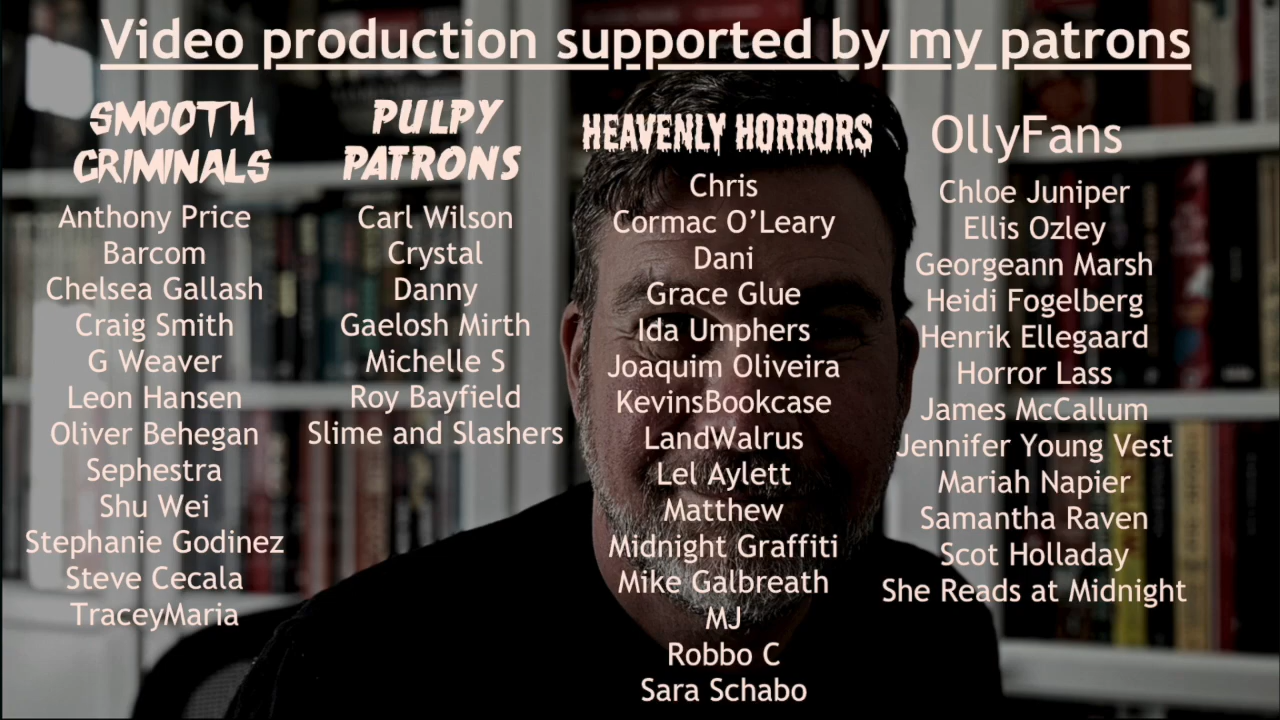 Video production supported by my patrons
SMOOTH
CRIMINALS
Anthony Price
Barcom
Chelsea Gallash
Craig Smith
G Weaver
Leon Hansen
Oliver Behegan
Sephestra
Shu Wei
Stephanie Godinez
Steve Cecala
TraceyMaria
PULPY
PATRONS
Carl Wilson
Crystal
Danny
Gaelosh Mirth
Michelle S
Roy Bayfield
Slime and Slashers
HEAVENLY HORRORS
Chris
Cormac O’Leary
Dani
Grace Glue
Ida Umphers
Joaquim Oliveira
KevinsBookcase
LandWalrus
Lel Aylett
Matthew
Midnight Graffiti
Mike Galbreath
MJ
Robbo C
Sara Schabo
OllyFans
Chloe Juniper
Ellis Ozley
Georgeann Marsh
Heidi Fogelberg
Henrik Ellegaard
Horror Lass
James McCallum
Jennifer Young Vest
Mariah Napier
Samantha Raven
Scot Holladay
She Reads at Midnight